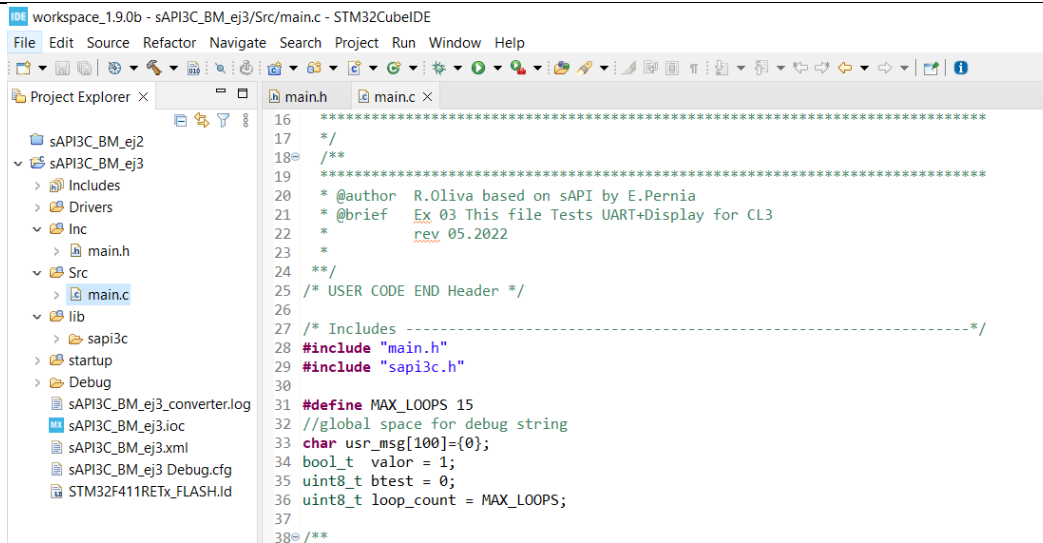 IDE workspace_1.9.0b - sAPI3C_BM_ej3/Src/main.c - STM32CubeIDE
File Edit Source Refactor Navigate Search Project Run Window Help
Project Explorer
sAPI3C_BM_ej2
sAPI3C_BM_ej3
Includes
Drivers
Inc
main.h
Src
main.c
lib
sapi3c
startup
Debug
sAPI3C_BM_ej3_converter.log
MX sAPI3C_BM_ej3.ioc
sAPI3C_BM_ej3.xml
sAPI3C_BM_ej3 Debug.cfg
STM32F411RETx_FLASH.ld
main.h main.c
16 ******************************************************************************
17 */
18 /**
19 ******************************************************************************
20 * @author R.Oliva based on sAPI by E.Pernia
21 * @brief Ex 03 This file Tests UART+Display for CL3
22 * rev 05.2022
23 *
24 **/
25 /* USER CODE END Header */
26
27 /* Includes ------------------------------------------------------------------*/
28 #include "main.h"
29 #include "sapi3c.h"
30
31 #define MAX_LOOPS 15
32 //global space for debug string
33 char usr_msg[100]={0};
34 bool_t valor = 1;
35 uint8_t btest = 0;
36 uint8_t loop_count = MAX_LOOPS;
37
38 /**